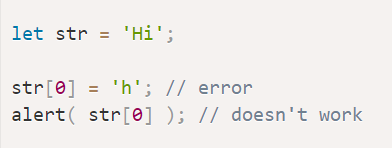 let str = 'Hi';
str[0] = 'h'; // error
alert( str[0] ); // doesn't work